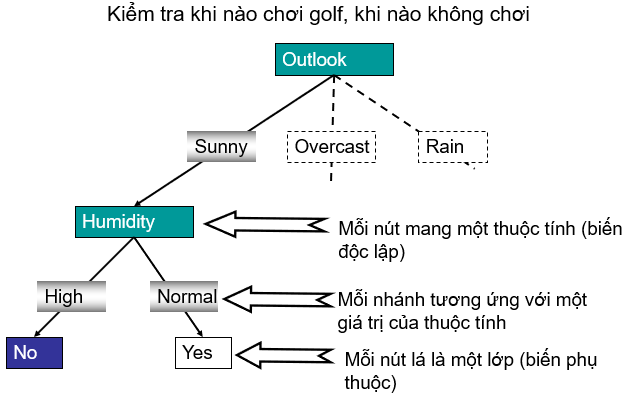 Kiểm tra khi nào chơi golf, khi nào không chơi
Outlook
Sunny
Overcast
Rain
Humidity
Mỗi nút mang một thuộc tính (biến
độc lập)
High
Normal
Mỗi nhánh tương ứng với một
giá trị của thuộc tính
No
Yes
Mỗi nút lá là một lớp (biến phụ
thuộc)